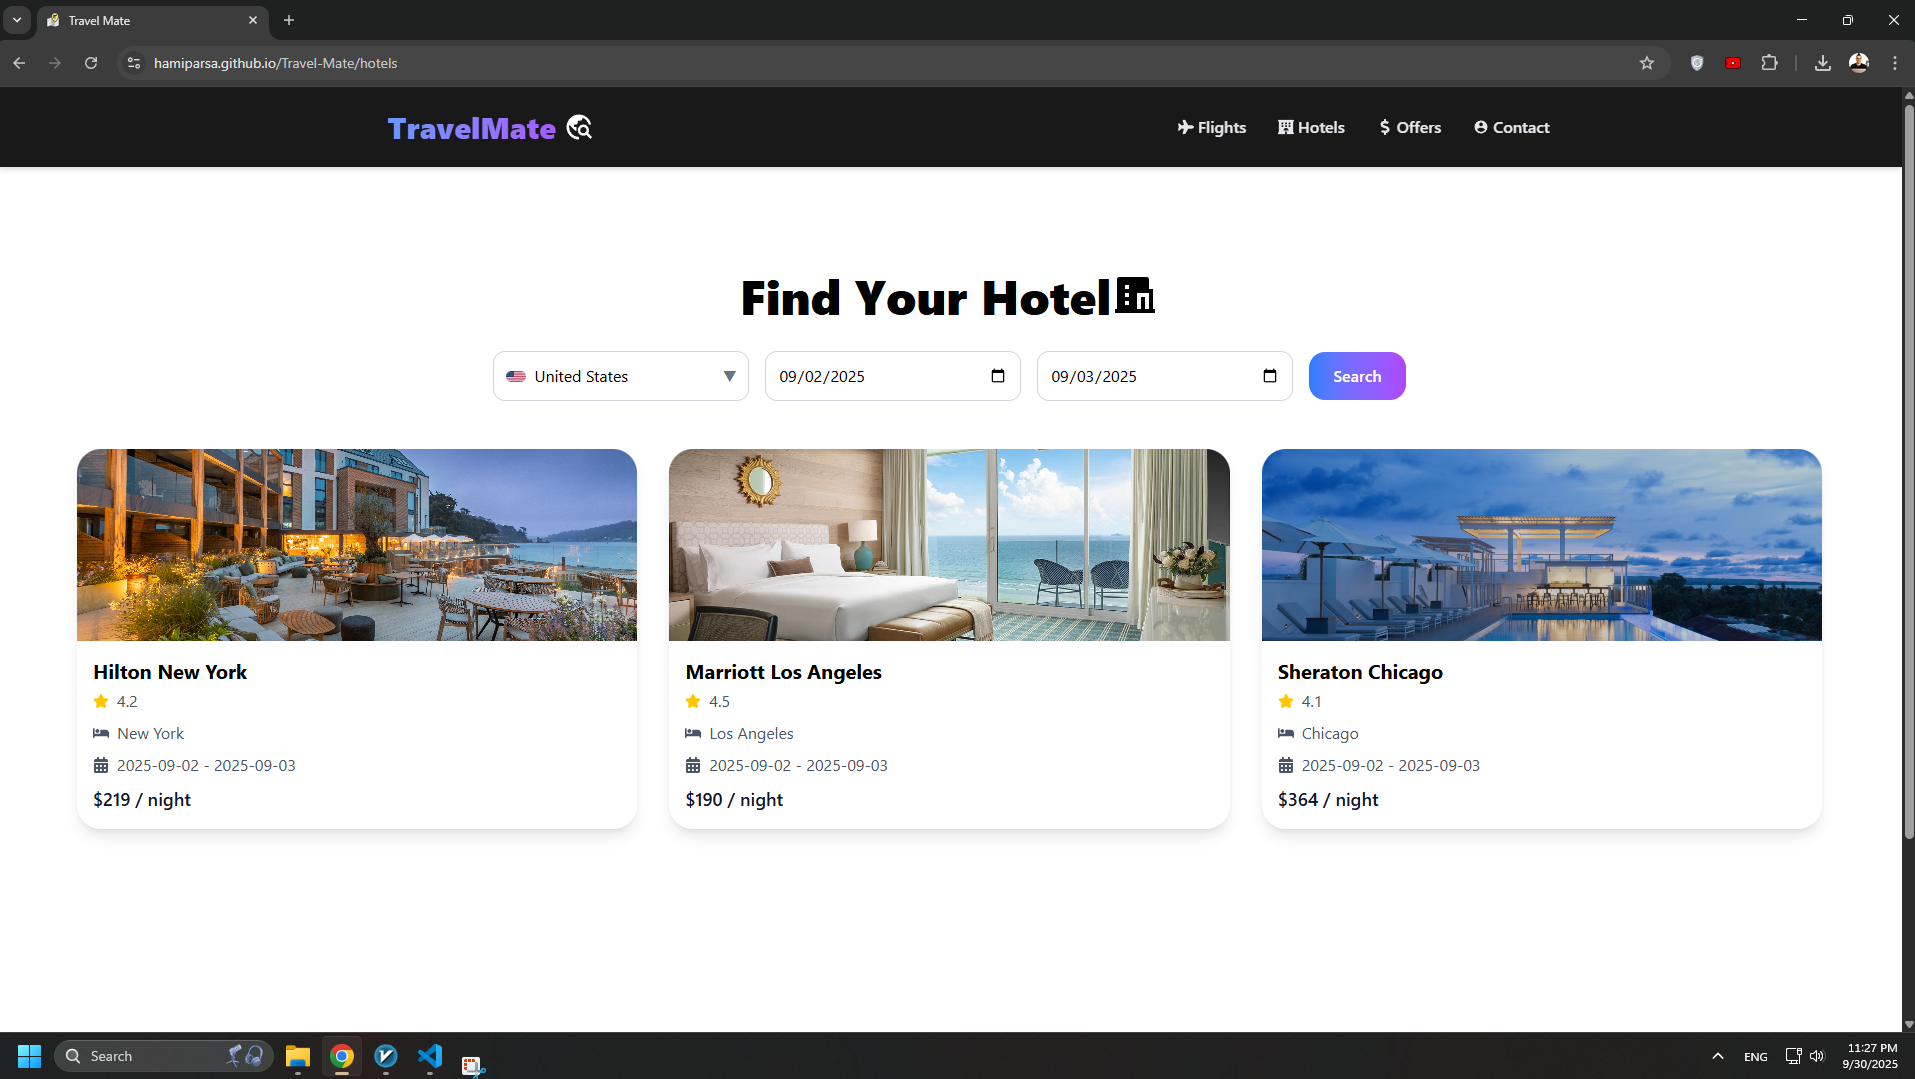 Travel Mate
hamiparsa.github.io/Travel-Mate/hotels
TravelMate
Flights
Hotels
Offers
Contact
Find Your Hotel
United States
09/02/2025
09/03/2025
Search
Hilton New York
4.2
New York
2025-09-02 - 2025-09-03
$219 / night
Marriott Los Angeles
4.5
Los Angeles
2025-09-02 - 2025-09-03
$190 / night
Sheraton Chicago
4.1
Chicago
2025-09-02 - 2025-09-03
$364 / night
Search
ENG
11:27 PM
9/30/2025